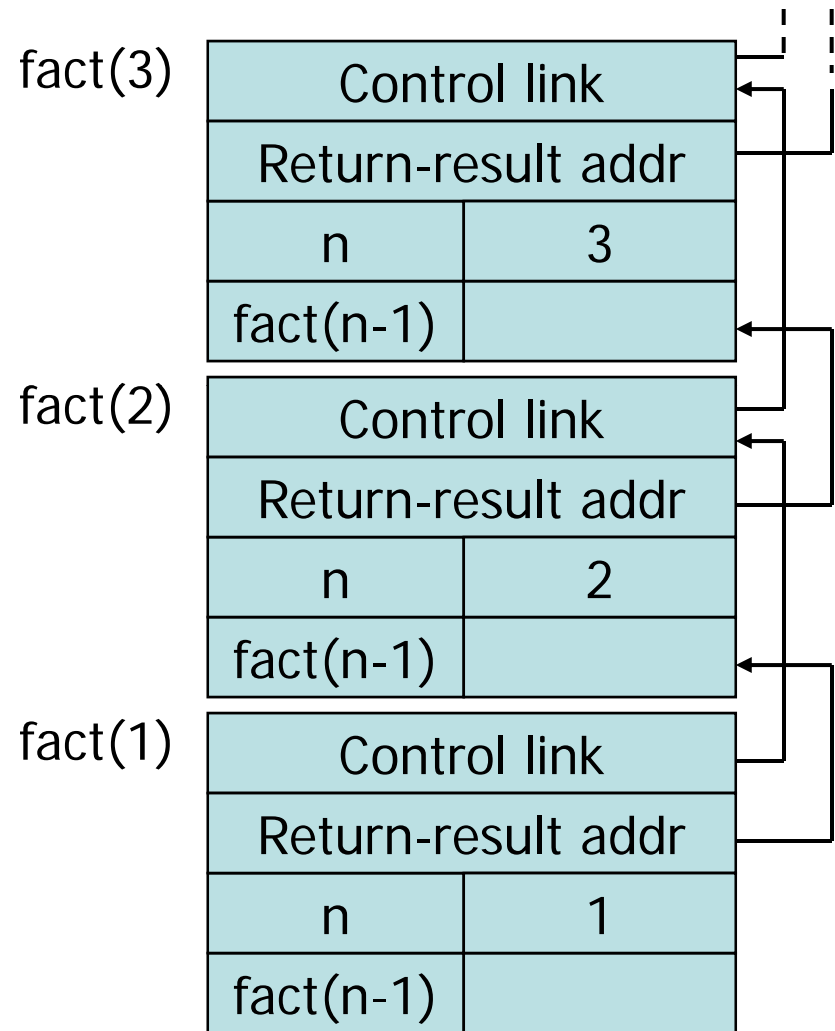 fact(3)
Control link
Return-result addr
n 3
fact(n-1)
fact(2)
Control link
Return-result addr
n 2
fact(n-1)
fact(1)
Control link
Return-result addr
n 1
fact(n-1)